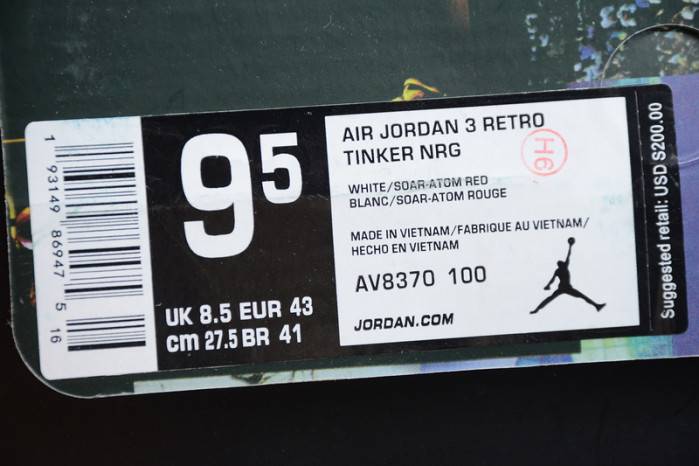 1 93149 86947 5 16
9.5
UK 8.5 EUR 43
cm 27.5 BR 41
AIR JORDAN 3 RETRO
TINKER NRG
H6
WHITE/SOAR-ATOM RED
BLANC/SOAR-ATOM ROUGE
MADE IN VIETNAM/FABRIQUE AU VIETNAM/
HECHO EN VIETNAM
AV8370 100
JORDAN.COM
Suggested retail: USD S200.00